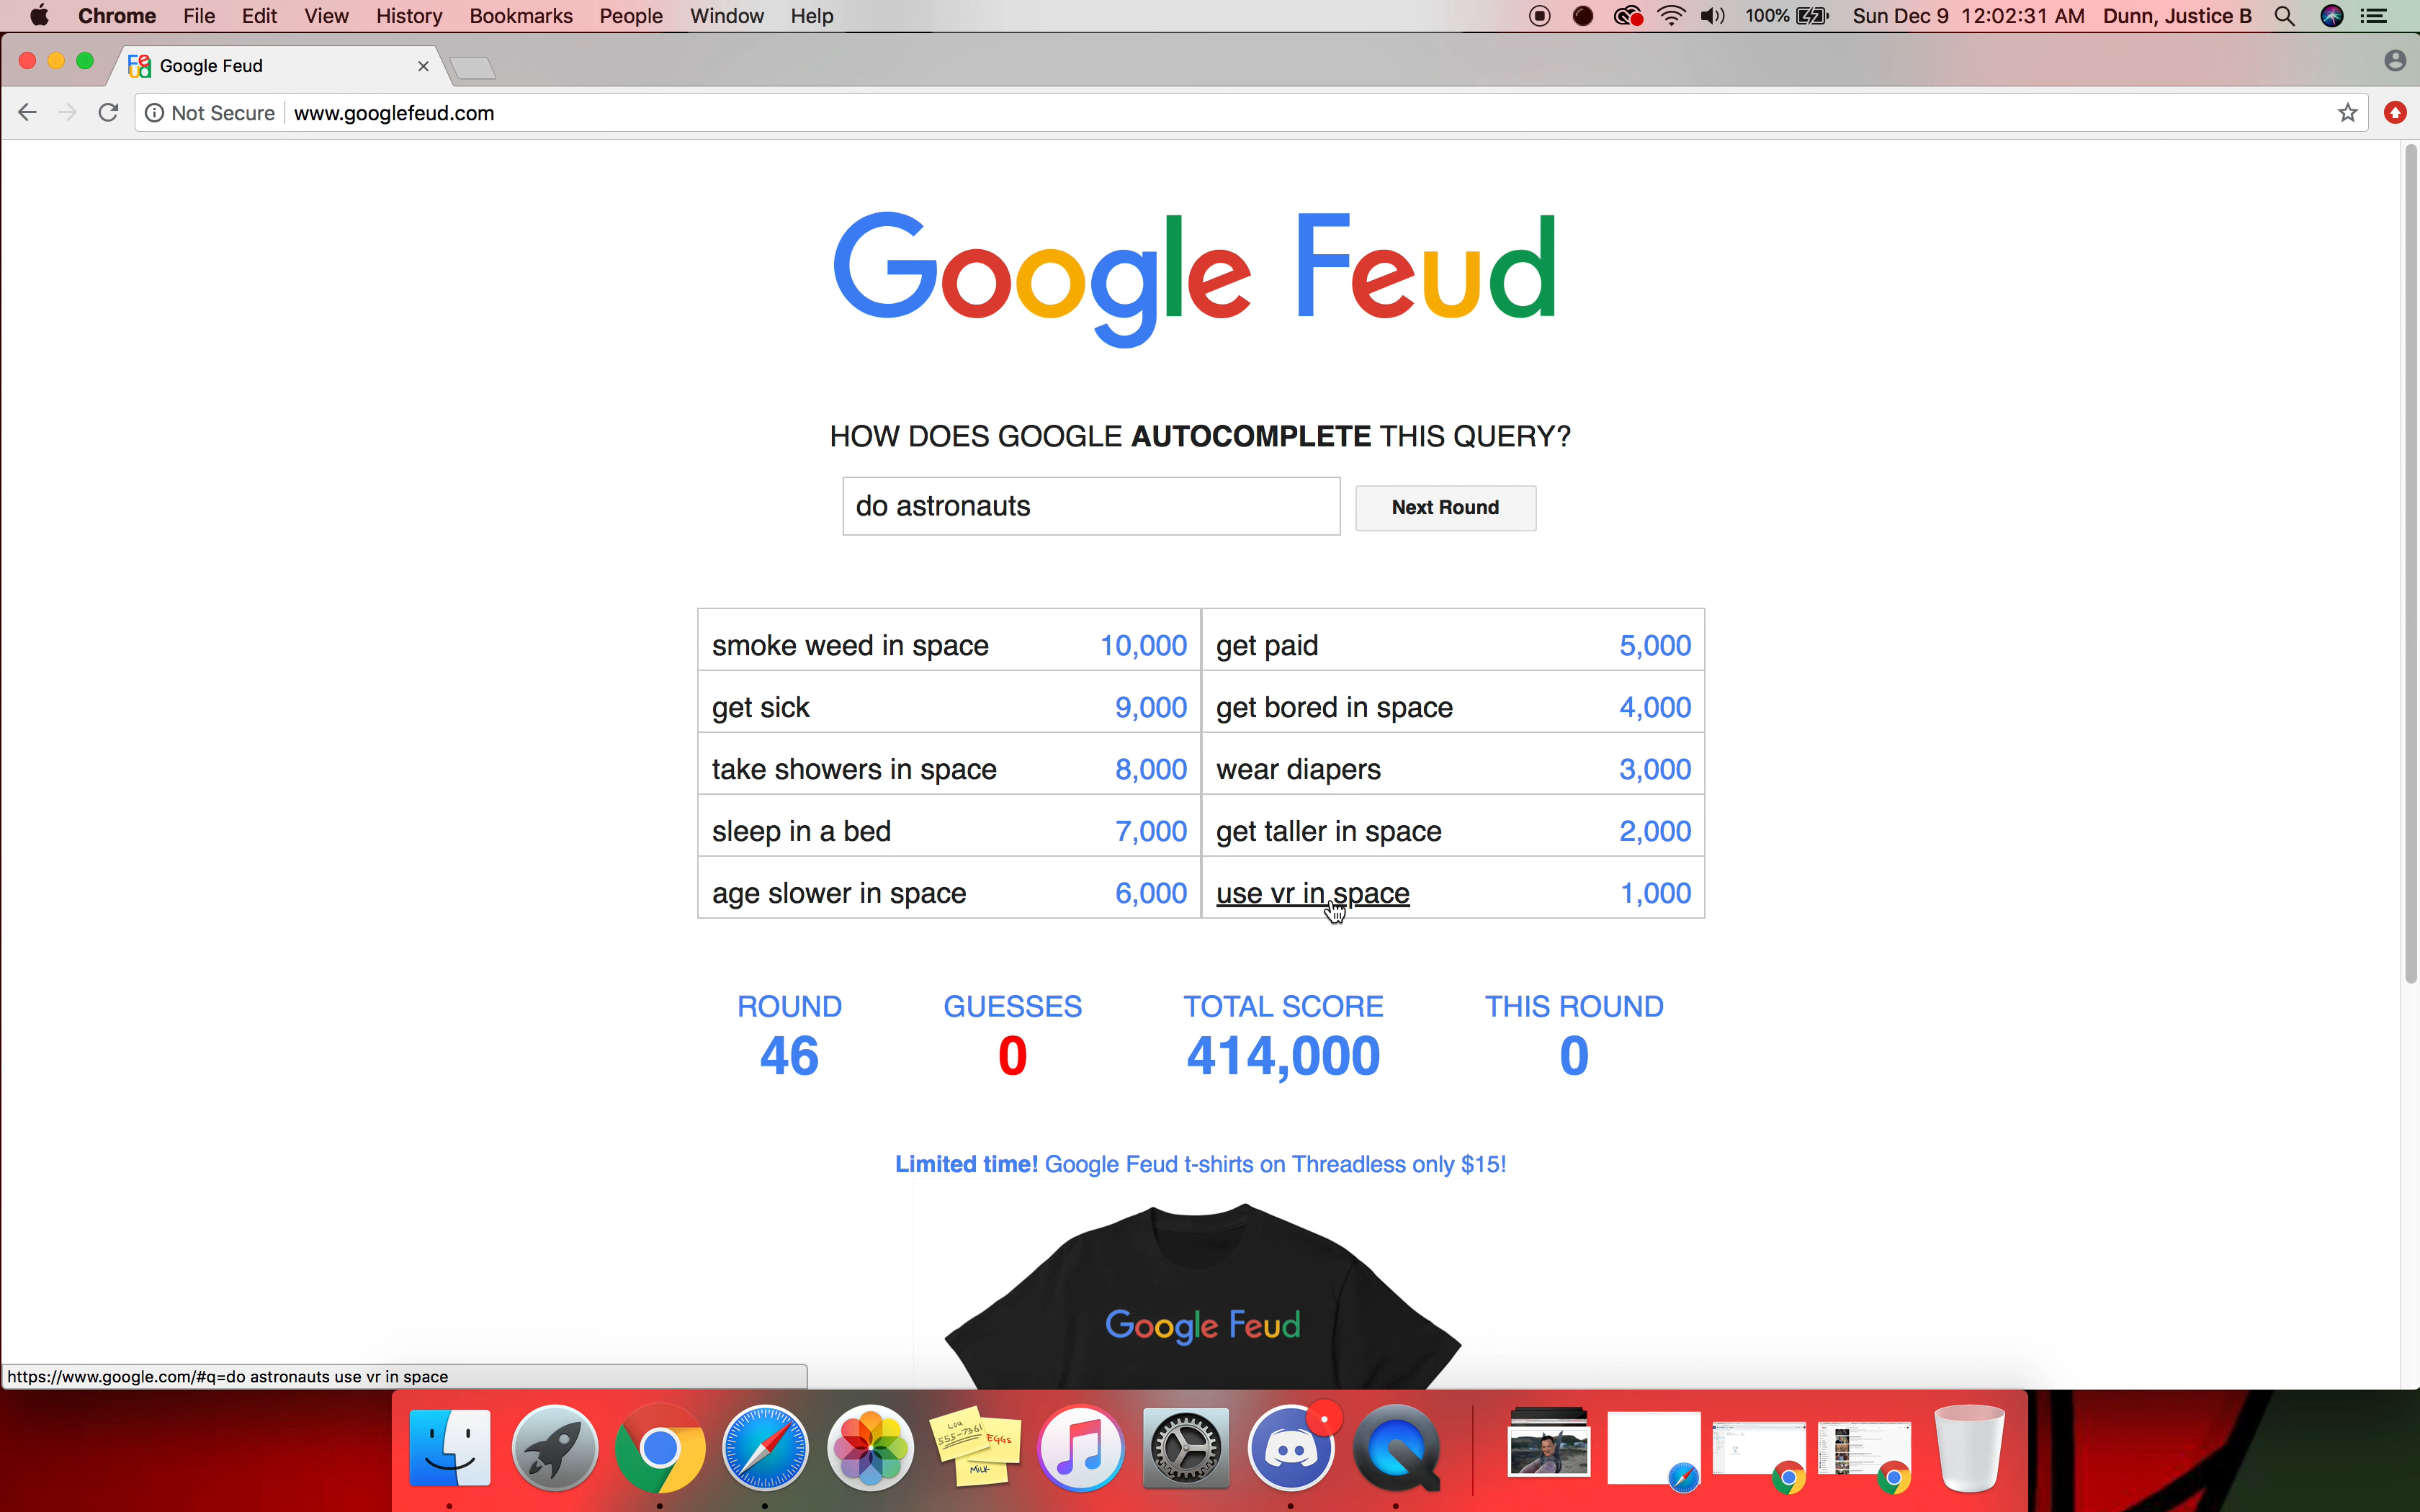 Chrome File Edit View History Bookmarks People Window Help 100% Sun Dec 9 12:02:31 AM Dunn, Justice B
Google Feud
Not Secure www.googlefeud.com
Google Feud
HOW DOES GOOGLE AUTOCOMPLETE THIS QUERY?
do astronauts Next Round
smoke weed in space 10,000 get paid 5,000
get sick 9,000 get bored in space 4,000
take showers in space 8,000 wear diapers 3,000
sleep in a bed 7,000 get taller in space 2,000
age slower in space 6,000 use vr in space 1,000
ROUND GUESSES TOTAL SCORE THIS ROUND
46 0 414,000 0
Limited time! Google Feud t-shirts on Threadless only $15!
Google Feud
https://www.google.com/#q=do astronauts use vr in space
LOU
555-7361
EGGS
MILK